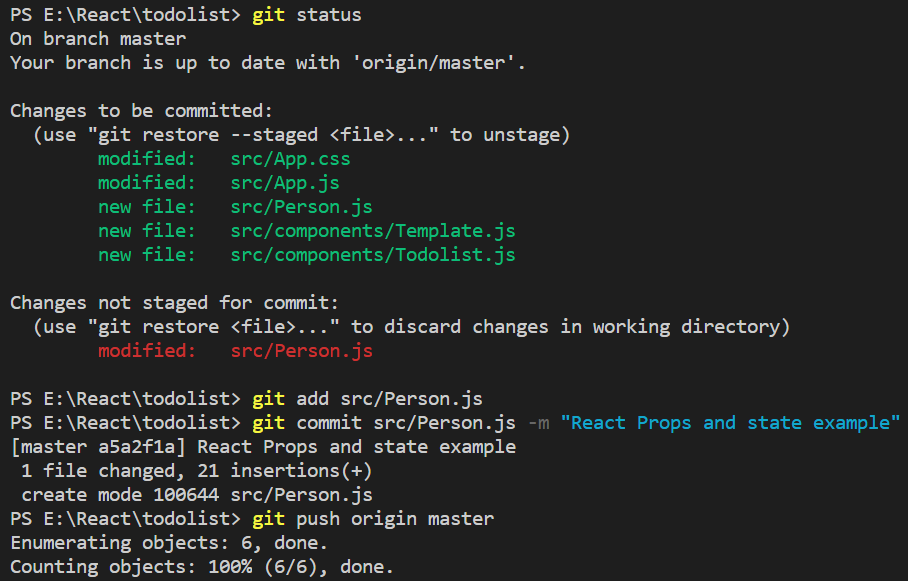 PS E:\React\todolist> git status
On branch master
Your branch is up to date with 'origin/master'.

Changes to be committed:
  (use "git restore --staged <file>..." to unstage)
        modified:   src/App.css
        modified:   src/App.js
        new file:   src/Person.js
        new file:   src/components/Template.js
        new file:   src/components/Todolist.js

Changes not staged for commit:
  (use "git restore <file>..." to discard changes in working directory)
        modified:   src/Person.js

PS E:\React\todolist> git add src/Person.js
PS E:\React\todolist> git commit src/Person.js -m "React Props and state example"
[master a5a2f1a] React Props and state example
 1 file changed, 21 insertions(+)
 create mode 100644 src/Person.js
PS E:\React\todolist> git push origin master
Enumerating objects: 6, done.
Counting objects: 100% (6/6), done.